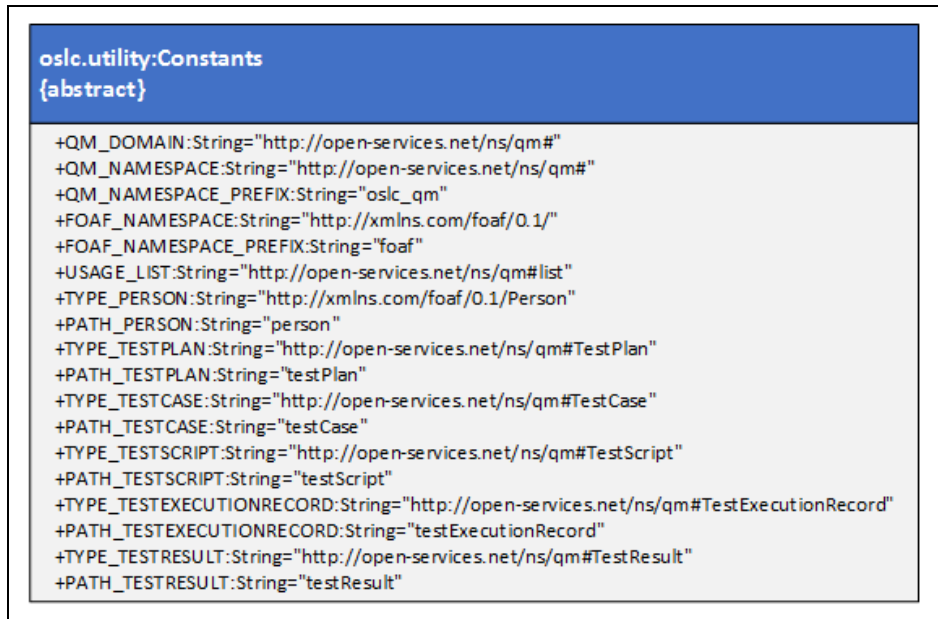 oslc.utility:Constants
{abstract}
+QM_DOMAIN:String="http://open-services.net/ns/qm#"
+QM_NAMESPACE:String="http://open-services.net/ns/qm#"
+QM_NAMESPACE_PREFIX:String="oslc_qm"
+FOAF_NAMESPACE:String="http://xmlns.com/foaf/0.1/"
+FOAF_NAMESPACE_PREFIX:String="foaf"
+USAGE_LIST:String="http://open-services.net/ns/qm#list"
+TYPE_PERSON:String="http://xmlns.com/foaf/0.1/Person"
+PATH_PERSON:String="person"
+TYPE_TESTPLAN:String="http://open-services.net/ns/qm#TestPlan"
+PATH_TESTPLAN:String="testPlan"
+TYPE_TESTCASE:String="http://open-services.net/ns/qm#TestCase"
+PATH_TESTCASE:String="testCase"
+TYPE_TESTSCRIPT:String="http://open-services.net/ns/qm#TestScript"
+PATH_TESTSCRIPT:String="testScript"
+TYPE_TESTEXECUTIONRECORD:String="http://open-services.net/ns/qm#TestExecutionRecord"
+PATH_TESTEXECUTIONRECORD:String="testExecutionRecord"
+TYPE_TESTRESULT:String="http://open-services.net/ns/qm#TestResult"
+PATH_TESTRESULT:String="testResult"